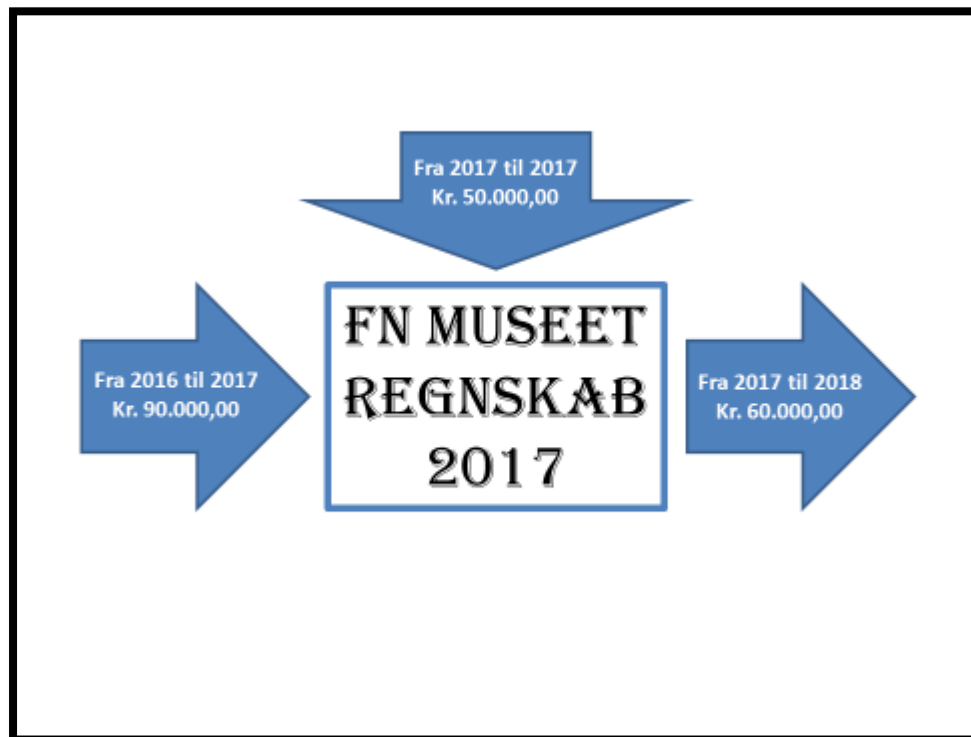 Fra 2017 til 2017
Kr. 50.000,00
Fra 2016 til 2017
Kr. 90.000,00
FN MUSEET
REGNSKAB
2017
Fra 2017 til 2018
Kr. 60.000,00